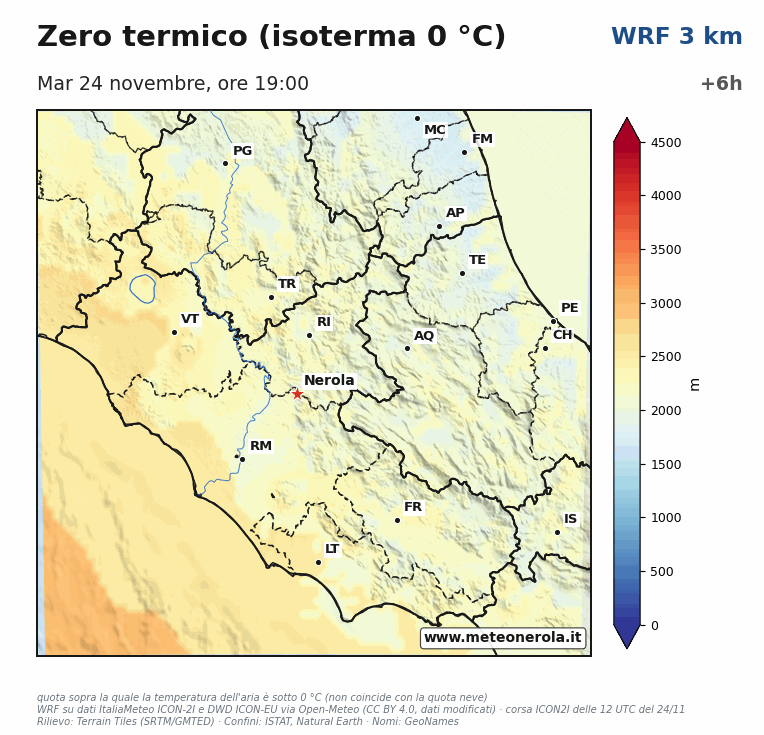 Zero termico (isoterma 0 °C)
WRF 3 km
Mar 24 novembre, ore 19:00
+6h
MC
FM
PG
AP
TE
TR
PE
VT
RI
AQ
CH
Nerola
RM
FR
IS
LT
www.meteonerola.it
4500
4000
3500
3000
2500
2000
1500
1000
500
0
m
quota sopra la quale la temperatura dell'aria è sotto 0 °C (non coincide con la quota neve)
WRF su dati ItaliaMeteo ICON-2I e DWD ICON-EU via Open-Meteo (CC BY 4.0, dati modificati) · corsa ICON2I delle 12 UTC del 24/11
Rilievo: Terrain Tiles (SRTM/GMTED) · Confini: ISTAT, Natural Earth · Nomi: GeoNames